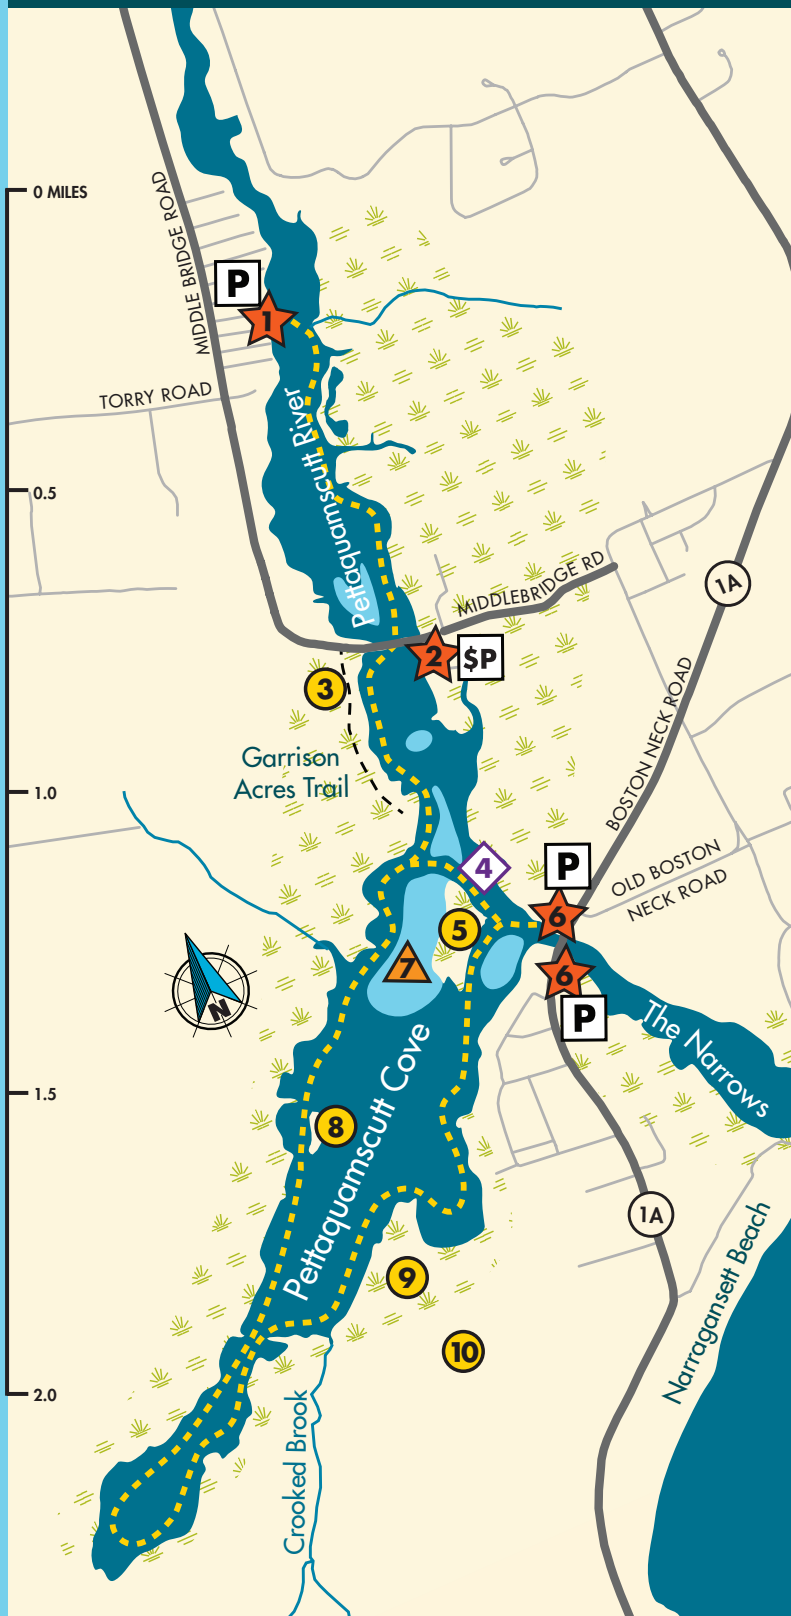 0 MILES
MIDDLE BRIDGE ROAD
P
1
TORRY ROAD
Pettaquamscutt River
0.5
MIDDLEBRIDGE RD
1A
2
$P
3
BOSTON NECK ROAD
Garrison
Acres Trail
1.0
4
P
OLD BOSTON
NECK ROAD
6
5
7
6
N
P
The Narrows
Pettaquamscutt Cove
1.5
8
1A
Narragansett Beach
9
10
2.0
Crooked Brook